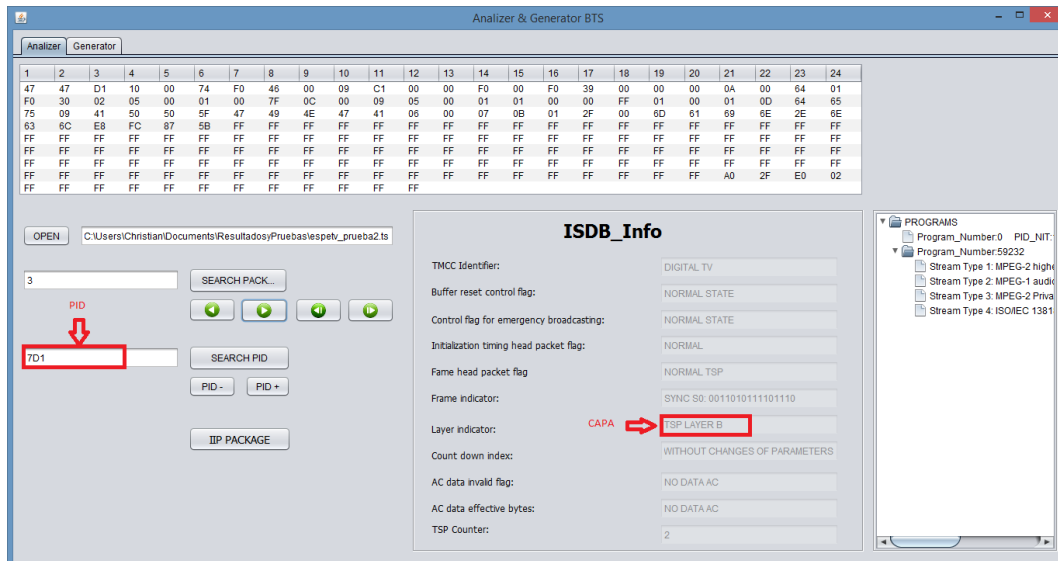 Analizer & Generator BTS
Analizer Generator
1 2 3 4 5 6 7 8 9 10 11 12 13 14 15 16 17 18 19 20 21 22 23 24
47 47 D1 10 00 74 F0 46 00 09 C1 00 00 F0 00 F0 39 00 00 00 0A 00 64 01
F0 30 02 05 00 01 00 7F 0C 00 09 05 00 01 01 00 00 FF 01 00 01 0D 64 65
75 09 41 50 50 5F 47 49 4E 47 41 06 00 07 0B 01 2F 00 6D 61 69 6E 2E 6E
63 6C E8 FC 87 5B FF FF FF FF FF FF FF FF FF FF FF FF FF FF FF FF FF FF
FF FF FF FF FF FF FF FF FF FF FF FF FF FF FF FF FF FF FF FF FF FF FF FF
FF FF FF FF FF FF FF FF FF FF FF FF FF FF FF FF FF FF FF FF FF FF FF FF
FF FF FF FF FF FF FF FF FF FF FF FF FF FF FF FF FF FF FF FF FF FF FF FF
FF FF FF FF FF FF FF FF FF FF FF FF FF FF FF FF FF FF FF FF A0 2F E0 02
FF FF FF FF FF FF FF FF FF FF FF FF
OPEN C:\Users\Christian\Documents\ResultadosyPruebas\espetv_prueba2.ts
3 SEARCH PACK...
PID
7D1 SEARCH PID
PID - PID +
IIP PACKAGE
ISDB_Info
TMCC Identifier: DIGITAL TV
Buffer reset control flag: NORMAL STATE
Control flag for emergency broadcasting: NORMAL STATE
Initialization timing head packet flag: NORMAL
Fame head packet flag NORMAL TSP
Frame indicator: SYNC S0: 0011010111101110
Layer indicator: CAPA TSP LAYER B
Count down index: WITHOUT CHANGES OF PARAMETERS
AC data invalid flag: NO DATA AC
AC data effective bytes: NO DATA AC
TSP Counter: 2
PROGRAMS
Program_Number:0 PID_NIT:
Program_Number:59232
Stream Type 1: MPEG-2 highe
Stream Type 2: MPEG-1 audio
Stream Type 3: MPEG-2 Priva
Stream Type 4: ISO/IEC 1381